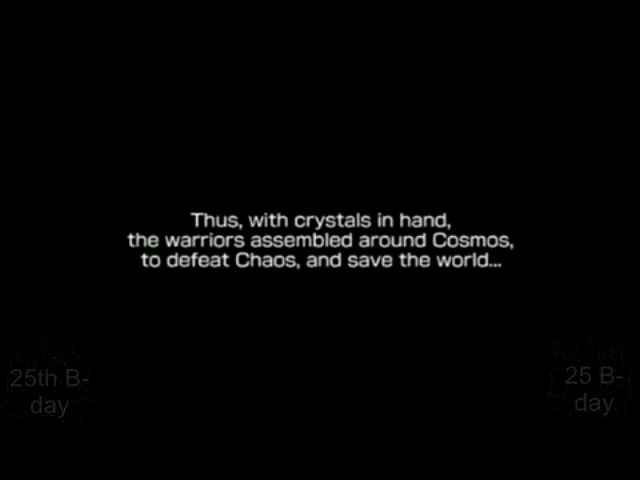 Thus, with crystals in hand,
the warriors assembled around Cosmos,
to defeat Chaos, and save the world...
25th B-
day
25 B-
day